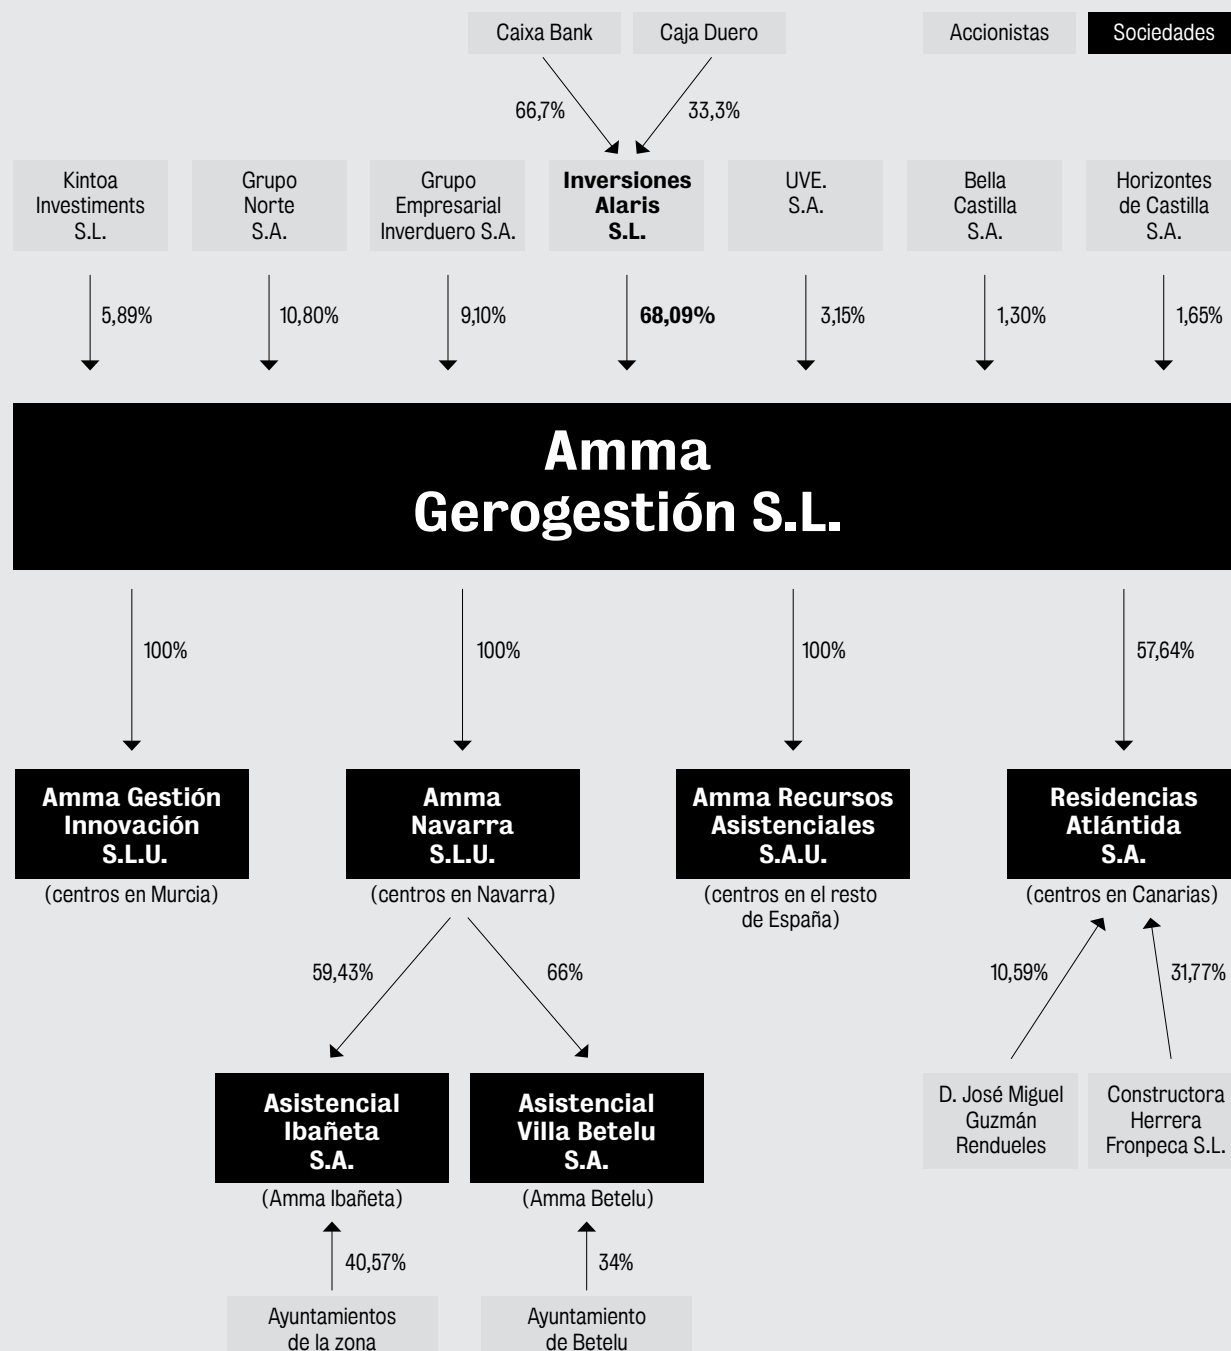 Caixa Bank
Caja Duero
Accionistas
Sociedades
66,7%
33,3%
Kintoa
Investiments
S.L.
Grupo
Norte
S.A.
Grupo
Empresarial
Inverduero S.A.
Inversiones
Alaris
S.L.
UVE.
S.A.
Bella
Castilla
S.A.
Horizontes
de Castilla
S.A.
5,89%
10,80%
9,10%
68,09%
3,15%
1,30%
1,65%
Amma
Gerogestión S.L.
100%
100%
100%
57,64%
Amma Gestión
Innovación
S.L.U.
(centros en Murcia)
Amma
Navarra
S.L.U.
(centros en Navarra)
Amma Recursos
Asistenciales
S.A.U.
(centros en el resto
de España)
Residencias
Atlántida
S.A.
(centros en Canarias)
59,43%
66%
10,59%
31,77%
Asistencial
Ibañeta
S.A.
(Amma Ibañeta)
Asistencial
Villa Betelu
S.A.
(Amma Betelu)
D. José Miguel
Guzmán
Rendueles
Constructora
Herrera
Fronpeca S.L.
40,57%
34%
Ayuntamientos
de la zona
Ayuntamiento
de Betelu